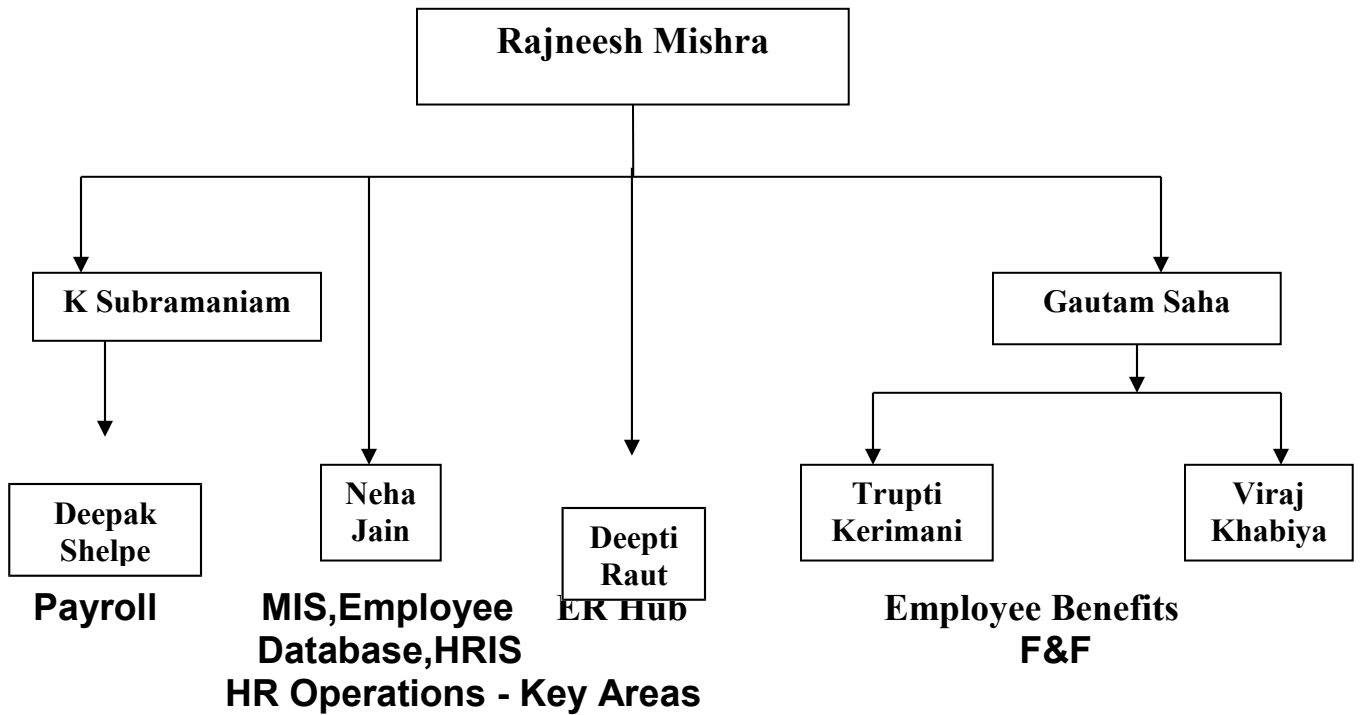 Rajneesh Mishra
K Subramaniam
Gautam Saha
Deepak
Shelpe
Neha
Jain
Deepti
Raut
Trupti
Kerimani
Viraj
Khabiya
Payroll
MIS,Employee
Database,HRIS
ER Hub
Employee Benefits
F&F
HR Operations - Key Areas